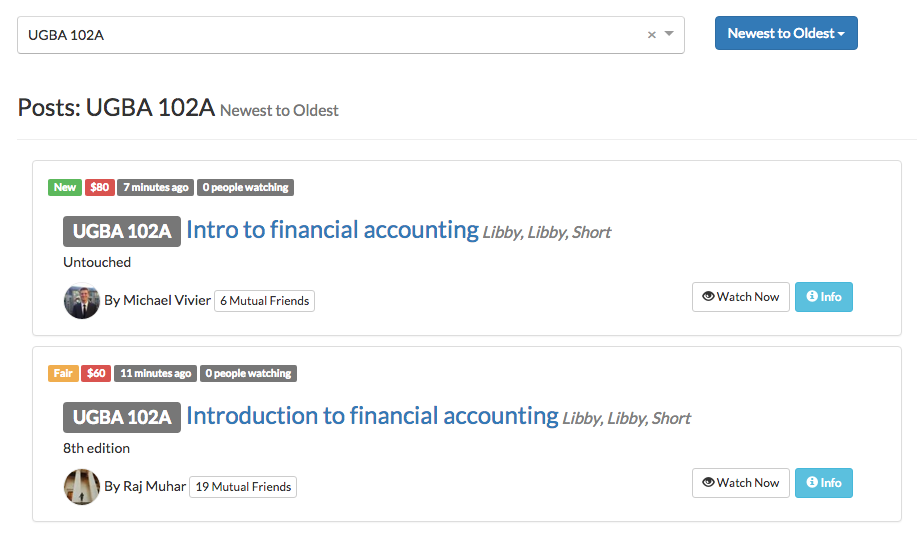 UGBA 102A × 
Newest to Oldest
Posts: UGBA 102A Newest to Oldest
New $80 7 minutes ago 0 people watching
UGBA 102A Intro to financial accounting Libby, Libby, Short
Untouched
By Michael Vivier 6 Mutual Friends Watch Now Info
Fair $60 11 minutes ago 0 people watching
UGBA 102A Introduction to financial accounting Libby, Libby, Short
8th edition
By Raj Muhar 19 Mutual Friends Watch Now Info